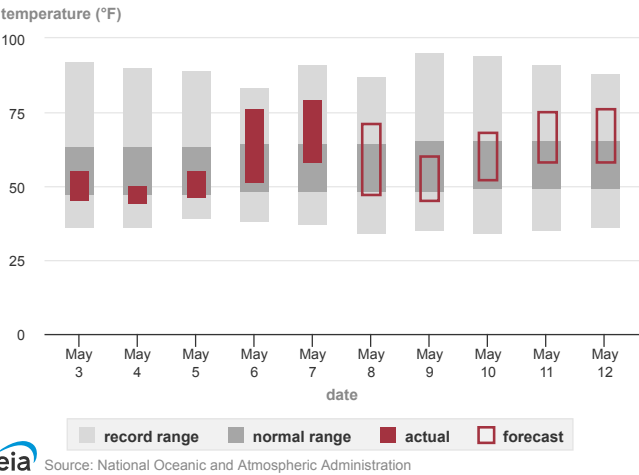 temperature (°F)
100
75
50
25
0
May May May May May May May May May May
3 4 5 6 7 8 9 10 11 12
date
record range normal range actual forecast
eia Source: National Oceanic and Atmospheric Administration